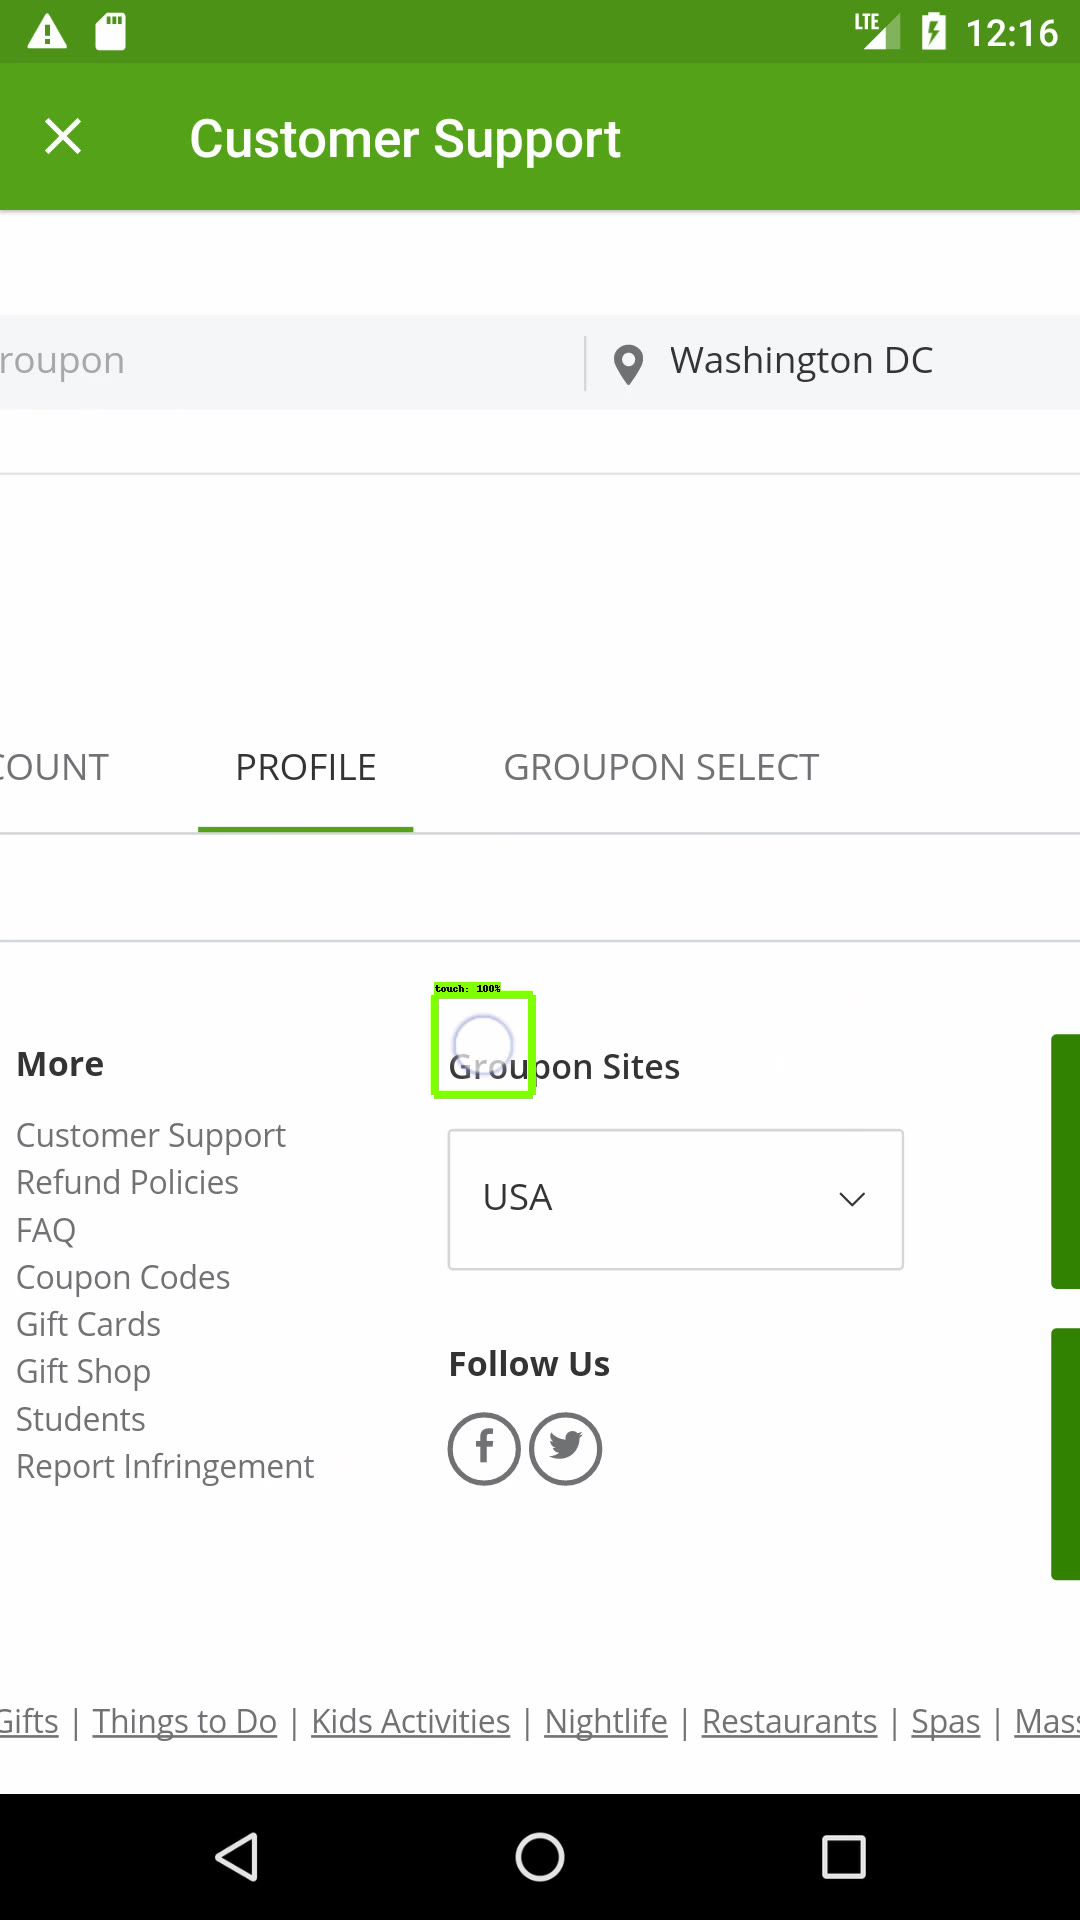 LTE 12:16
Customer Support
roupon Washington DC
COUNT PROFILE GROUPON SELECT
touch: 100%
More
Groupon Sites
Customer Support
Refund Policies
FAQ
Coupon Codes
Gift Cards
Gift Shop
Students
Report Infringement
USA
Follow Us
Gifts | Things to Do | Kids Activities | Nightlife | Restaurants | Spas | Mass